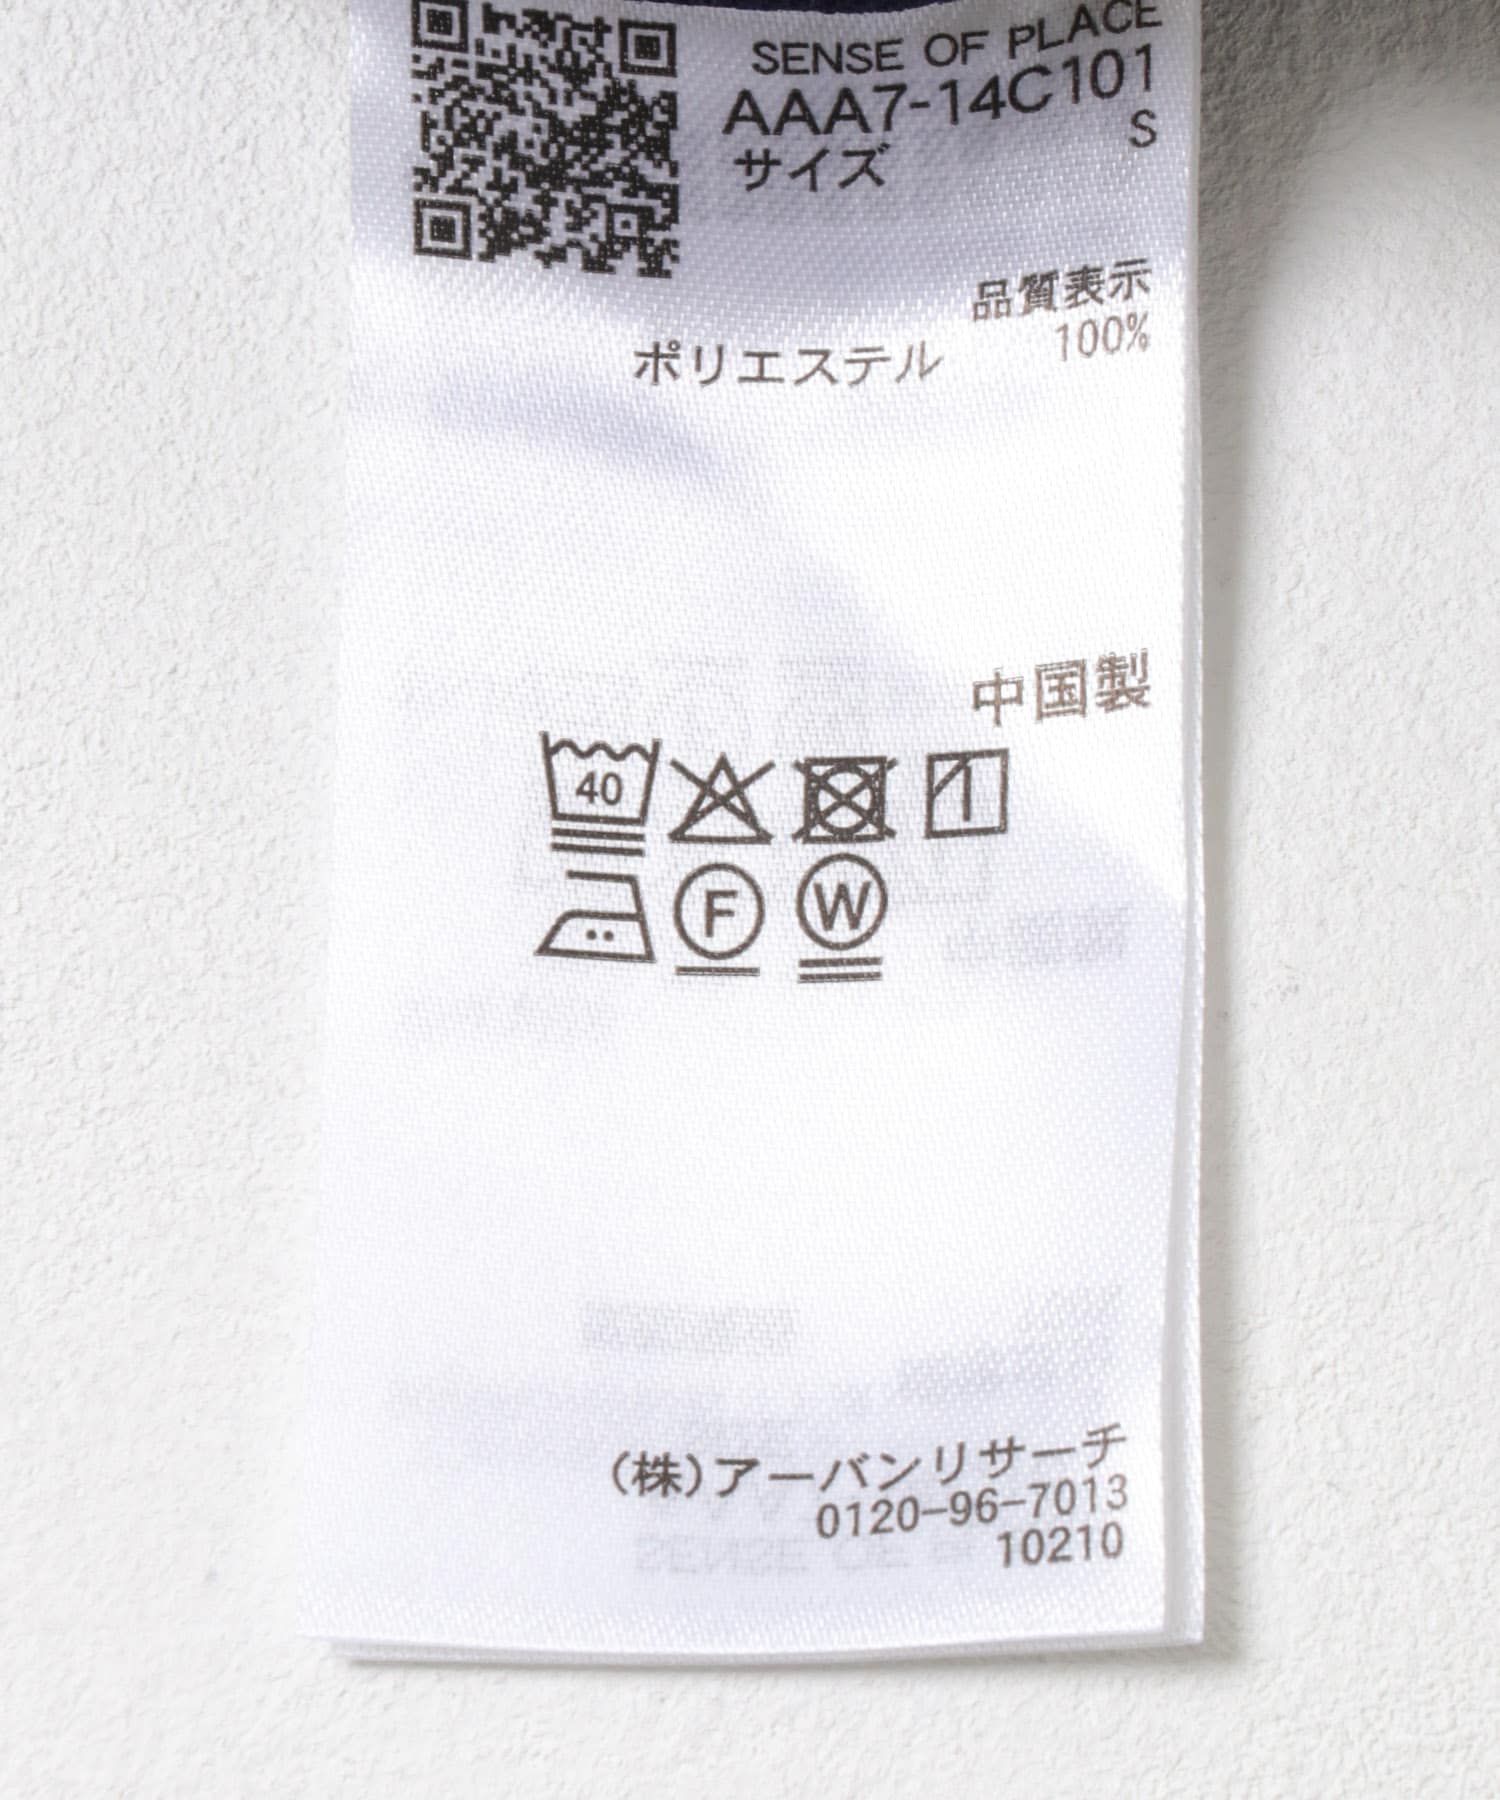 SENSE OF PLACE
AAA7-14C101
サイズ S
品質表示
ポリエステル 100%
中国製
40
F W
(株)アーバンリサーチ
0120-96-7013
10210